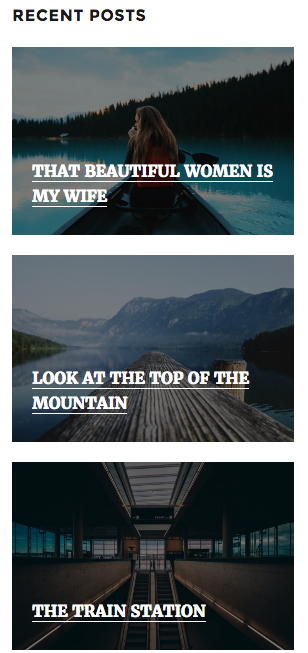 RECENT POSTS
THAT BEAUTIFUL WOMEN IS
MY WIFE
LOOK AT THE TOP OF THE
MOUNTAIN
THE TRAIN STATION